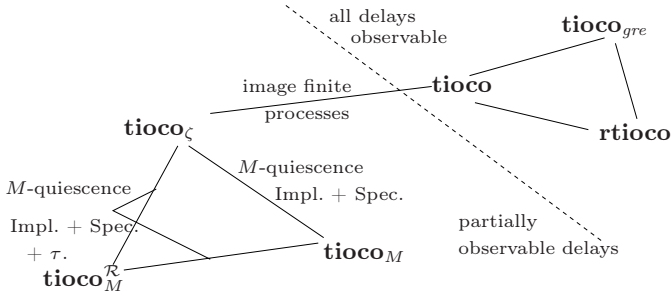 all delays
observable
tioco_gre
image finite
processes
tioco
tioco_ζ
rtioco
M-quiescence
Impl. + Spec.
M-quiescence
Impl. + Spec.
+ τ.
partially
observable delays
tioco_M
tioco_M^R